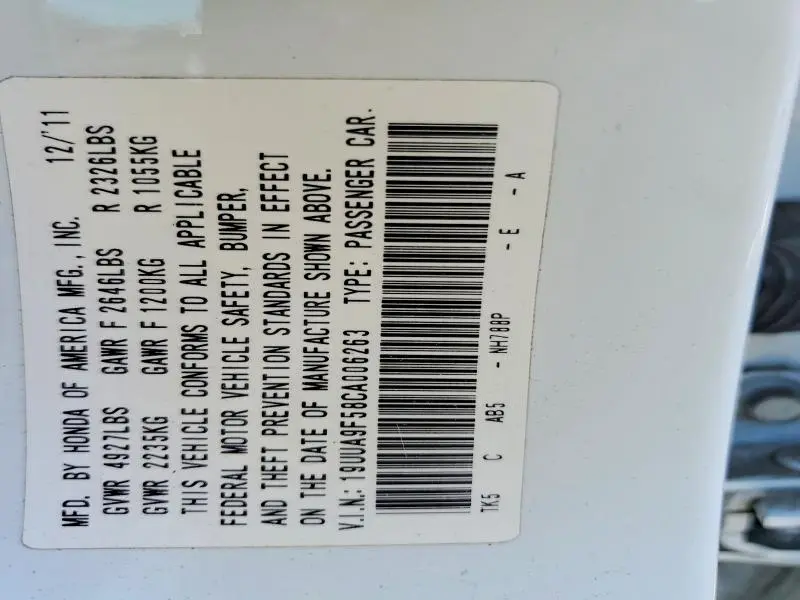 MFD. BY HONDA OF AMERICA MFG., INC. 12/'11
GVWR 4927LBS GAWR F 2646LBS R 2326LBS
GVWR 2235KG GAWR F 1200KG R 1055KG
THIS VEHICLE CONFORMS TO ALL APPLICABLE
FEDERAL MOTOR VEHICLE SAFETY, BUMPER,
AND THEFT PREVENTION STANDARDS IN EFFECT
ON THE DATE OF MANUFACTURE SHOWN ABOVE.
V.I.N.: 19UUA9F58CA006263 TYPE: PASSENGER CAR.
TK5 C AB5 - NH788P - E - A